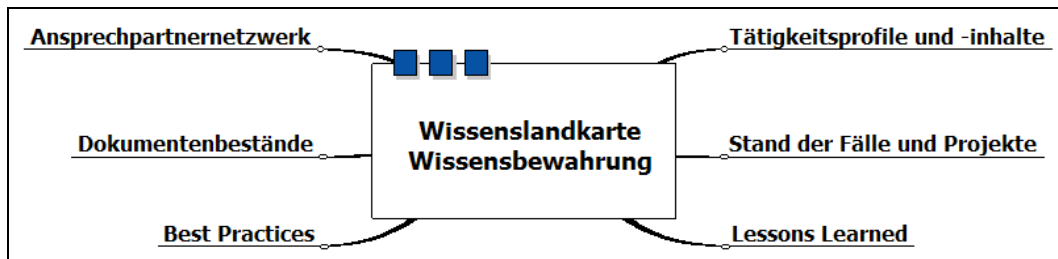 Ansprechpartnernetzwerk
Tätigkeitsprofile und -inhalte
Wissenslandkarte
Wissensbewahrung
Dokumentenbestände
Stand der Fälle und Projekte
Best Practices
Lessons Learned